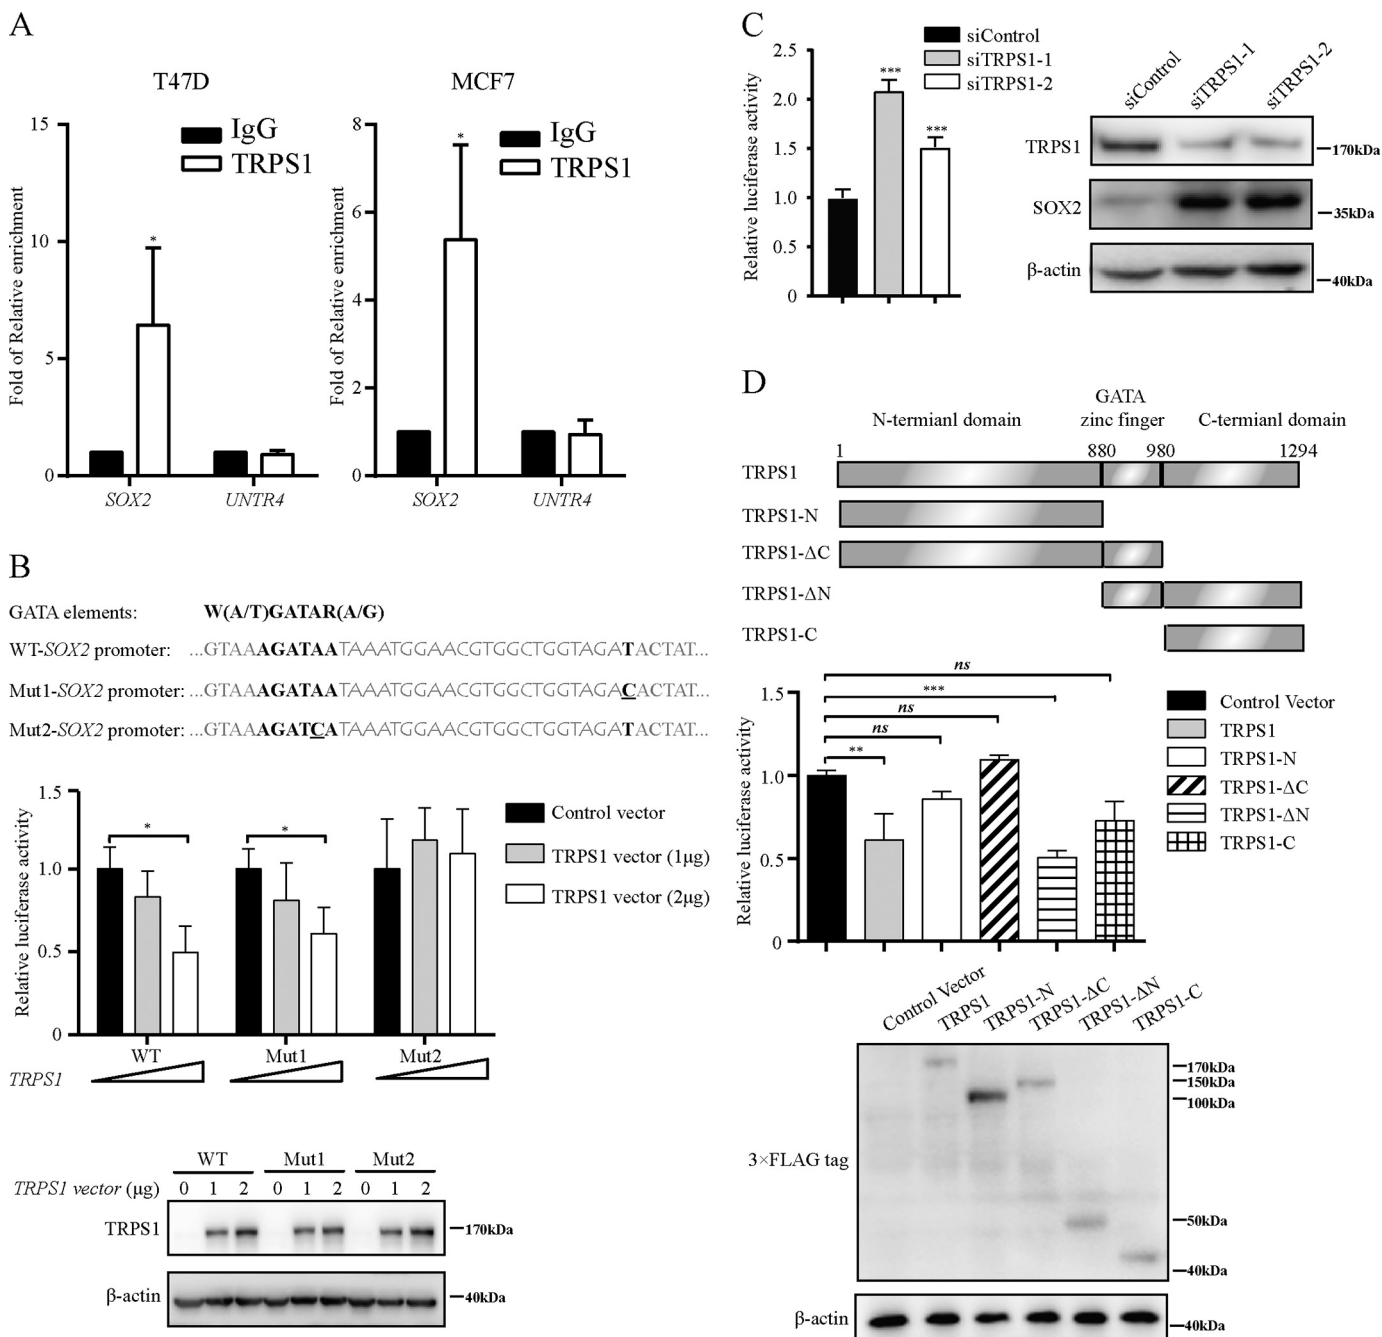 A
T47D
MCF7
Fold of Relative enrichment
15
10
5
0
IgG
TRPS1
*
SOX2
UNTR4
Fold of Relative enrichment
8
6
4
2
0
IgG
TRPS1
*
SOX2
UNTR4
B
GATA elements: W(A/T)GATAR(A/G)
WT-SOX2 promoter: ...GTAAAGATAATAAATGGAACGTGGCTGGTAGATACTAT...
Mut1-SOX2 promoter: ...GTAAAGATAATAAATGGAACGTGGCTGGTAGACACTAT...
Mut2-SOX2 promoter: ...GTAAAGATCATAAATGGAACGTGGCTGGTAGATACTAT...
Relative luciferase activity
1.5
1.0
0.5
0
*
*
Control vector
TRPS1 vector (1μg)
TRPS1 vector (2μg)
WT Mut1 Mut2
TRPS1
WT Mut1 Mut2
TRPS1 vector (μg) 0 1 2 0 1 2 0 1 2
TRPS1
170kDa
β-actin
40kDa
C
Relative luciferase activity
2.5
2.0
1.5
1.0
0.5
0
***
***
siControl
siTRPS1-1
siTRPS1-2
siControl siTRPS1-1 siTRPS1-2
TRPS1
170kDa
SOX2
35kDa
β-actin
40kDa
D
N-termianl domain
GATA
zinc finger
C-termianl domain
1 880 980 1294
TRPS1
TRPS1-N
TRPS1-ΔC
TRPS1-ΔN
TRPS1-C
Relative luciferase activity
1.5
1.0
0.5
0
ns
***
ns
ns
**
Control Vector
TRPS1
TRPS1-N
TRPS1-ΔC
TRPS1-ΔN
TRPS1-C
Control Vector TRPS1 TRPS1-N TRPS1-ΔC TRPS1-ΔN TRPS1-C
3×FLAG tag
170kDa
150kDa
100kDa
50kDa
40kDa
β-actin
40kDa